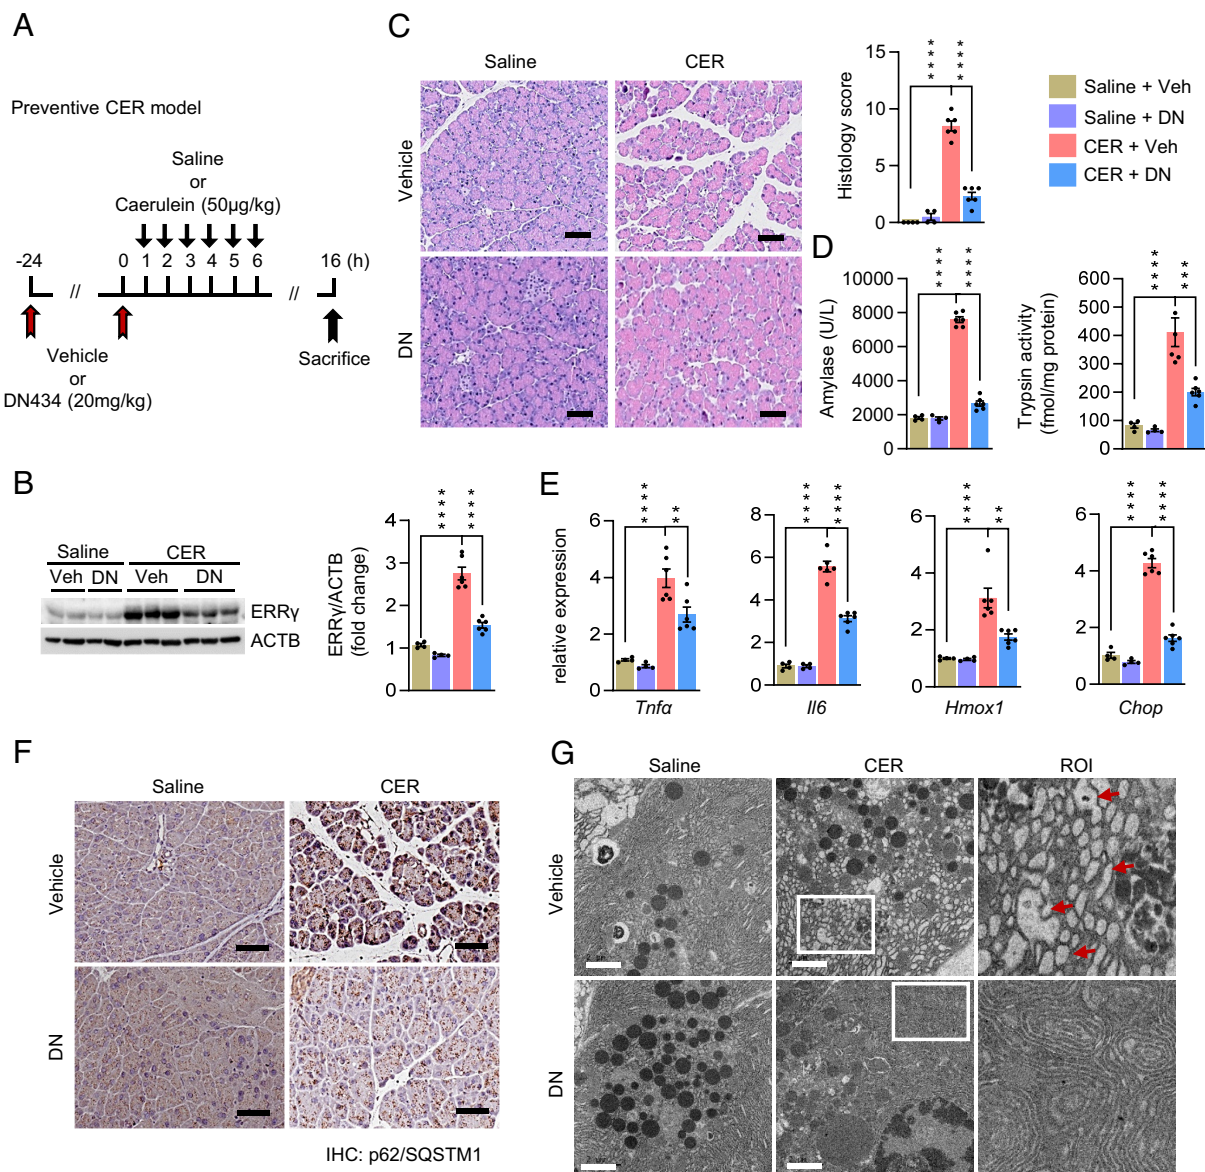 A
Preventive CER model
Saline
or
Caerulein (50µg/kg)
-24 0 1 2 3 4 5 6 16 (h)
// //
Vehicle
or
DN434 (20mg/kg)
Sacrifice
B
Saline CER
Veh DN Veh DN
ERRγ
ACTB
ERRγ/ACTB
(fold change)
4
3
2
1
0
**** ****
C
Saline CER
Vehicle
DN
Histology score
15
10
5
0
**** ****
Saline + Veh
Saline + DN
CER + Veh
CER + DN
D
Amylase (U/L)
10000
8000
6000
4000
2000
0
**** ****
Trypsin activity
(fmol/mg protein)
600
500
400
300
200
100
0
**** ***
E
relative expression
6
4
2
0
**** **
Tnfα
8
6
4
2
0
**** ****
Il6
6
4
2
0
**** **
Hmox1
6
4
2
0
**** ****
Chop
F
Saline CER
Vehicle
DN
IHC: p62/SQSTM1
G
Saline CER ROI
Vehicle
DN